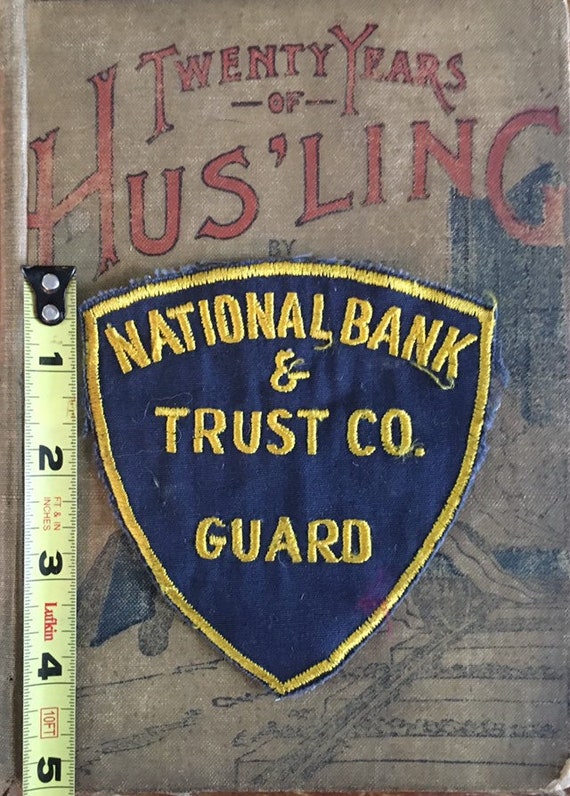 TWENTY YEARS
—OF—
HUS'LING
BY
NATIONAL BANK
&
TRUST CO.
GUARD
1
2
FT & IN
INCHES
3
Lufkin
4
10FT
5